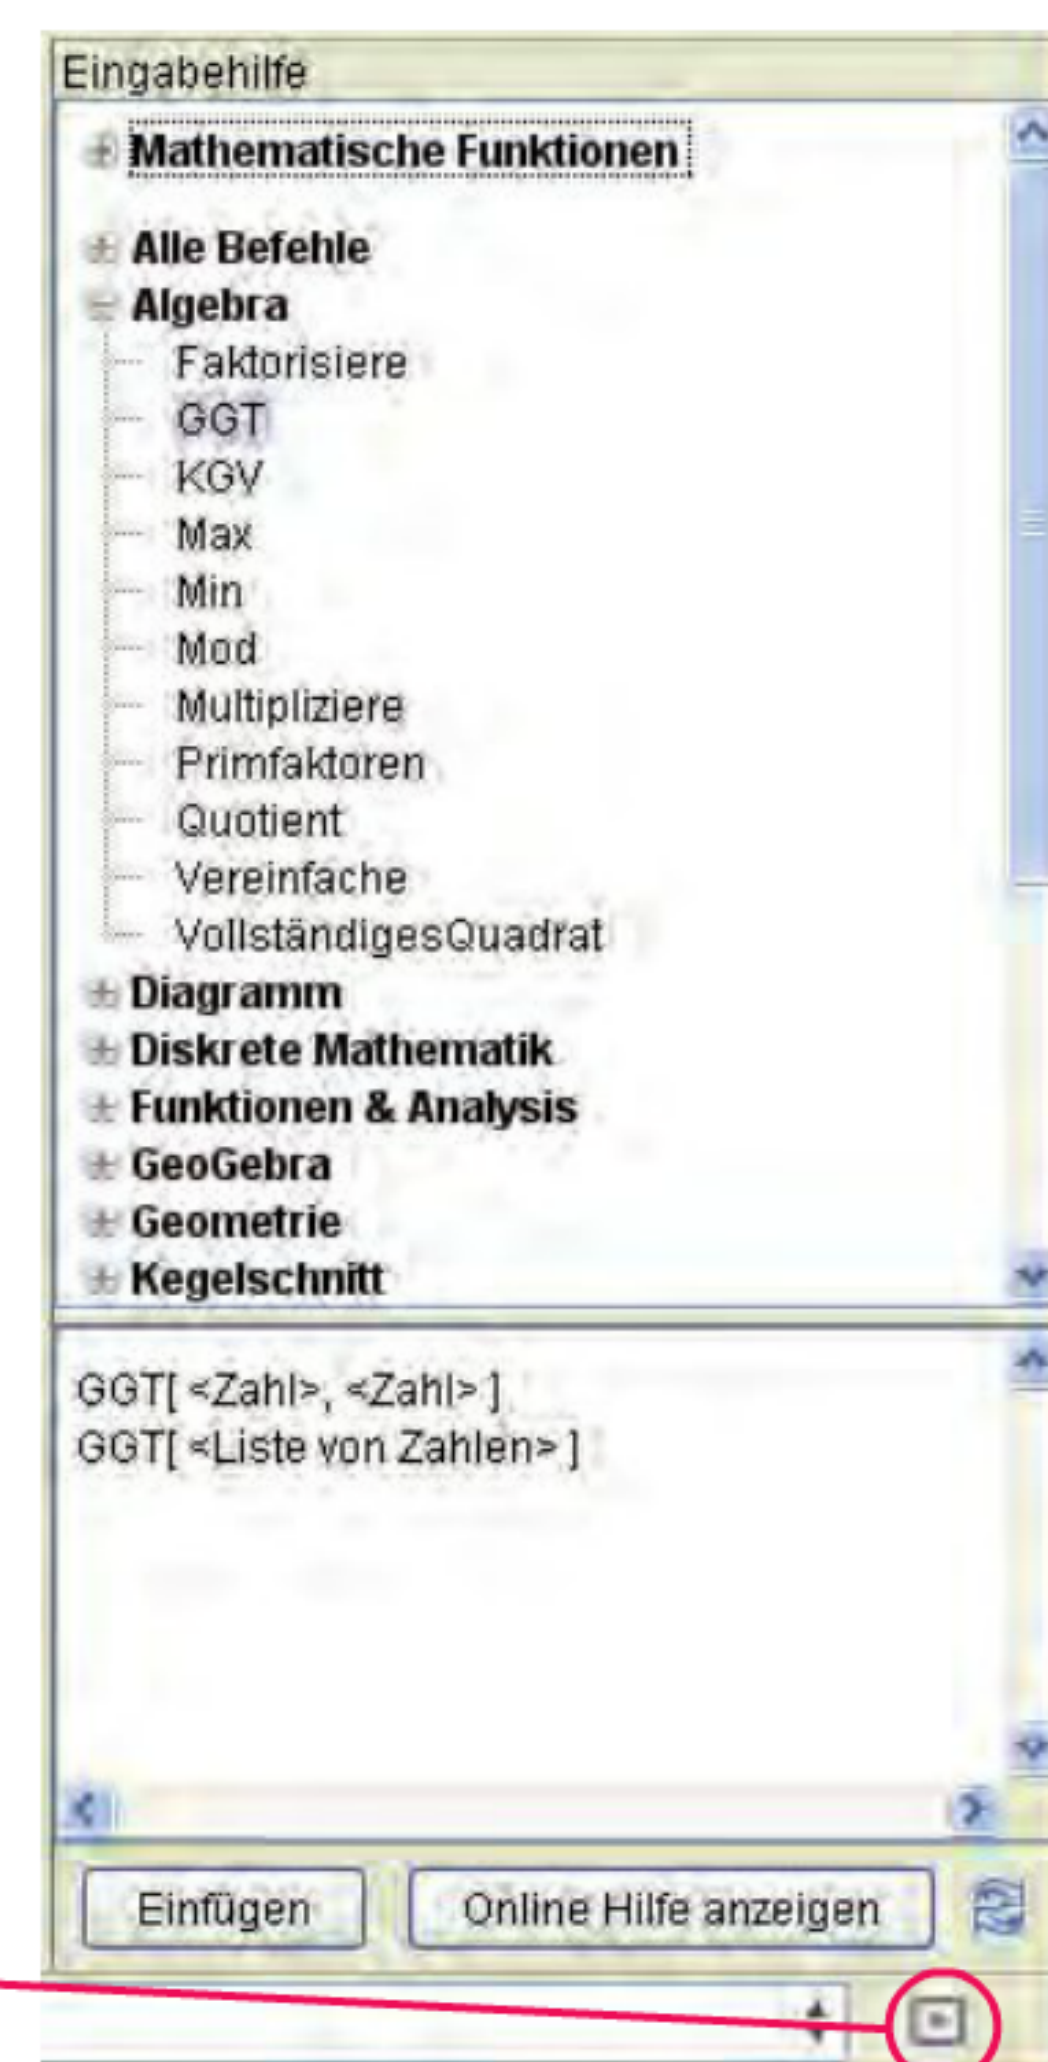 Eingabehilfe
Mathematische Funktionen
Alle Befehle
Algebra
Faktorisiere
GGT
KGV
Max
Min
Mod
Multipliziere
Primfaktoren
Quotient
Vereinfache
VollständigesQuadrat
Diagramm
Diskrete Mathematik
Funktionen & Analysis
GeoGebra
Geometrie
Kegelschnitt
GGT[ <Zahl>, <Zahl> ]
GGT[ <Liste von Zahlen> ]
Einfügen Online Hilfe anzeigen